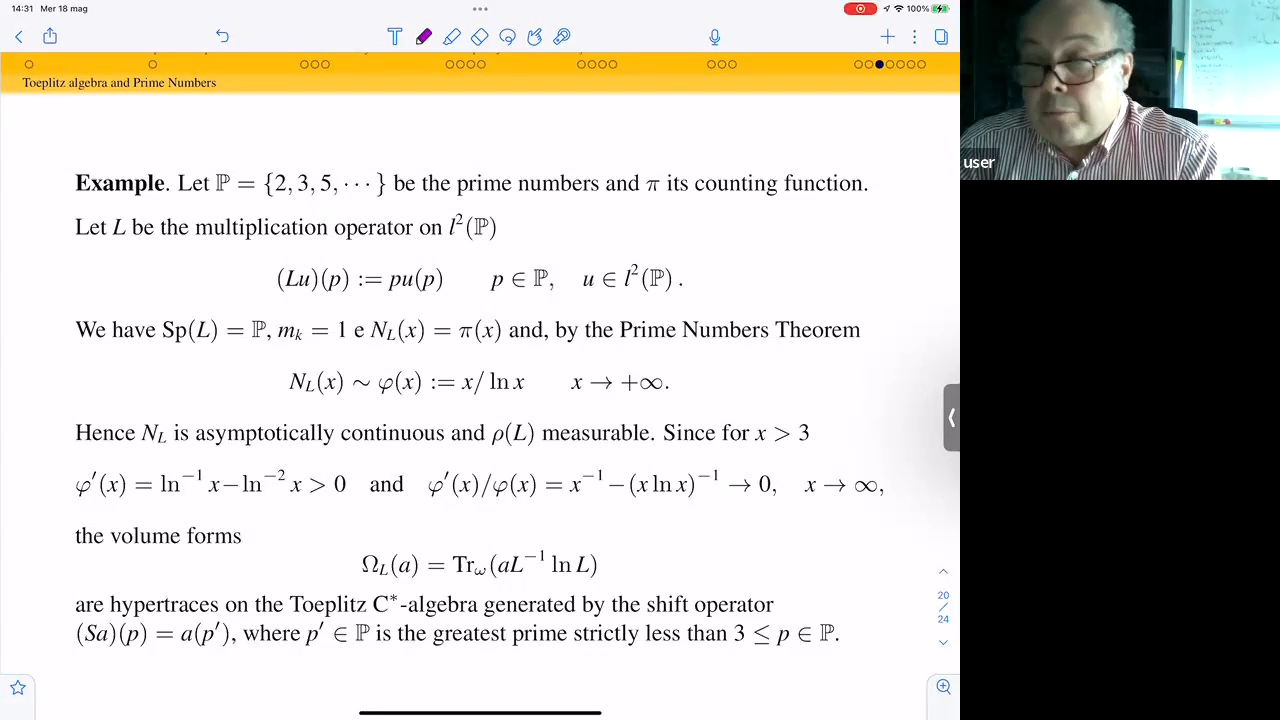 14:31 Mer 18 mag
100%
Toeplitz algebra and Prime Numbers
Example. Let ℙ = {2, 3, 5, ⋯ } be the prime numbers and π its counting function.
Let L be the multiplication operator on l²(ℙ)
(Lu)(p) := pu(p) p ∈ ℙ, u ∈ l²(ℙ).
We have Sp(L) = ℙ, mₖ = 1 e N_L(x) = π(x) and, by the Prime Numbers Theorem
N_L(x) ∼ φ(x) := x/ ln x x → +∞.
Hence N_L is asymptotically continuous and ρ(L) measurable. Since for x > 3
φ′(x) = ln⁻¹ x − ln⁻² x > 0 and φ′(x)/φ(x) = x⁻¹ − (x ln x)⁻¹ → 0, x → ∞,
the volume forms
Ω_L(a) = Tr_ω(aL⁻¹ ln L)
are hypertraces on the Toeplitz C*-algebra generated by the shift operator
(Sa)(p) = a(p′), where p′ ∈ ℙ is the greatest prime strictly less than 3 ≤ p ∈ ℙ.
20
/
24
user